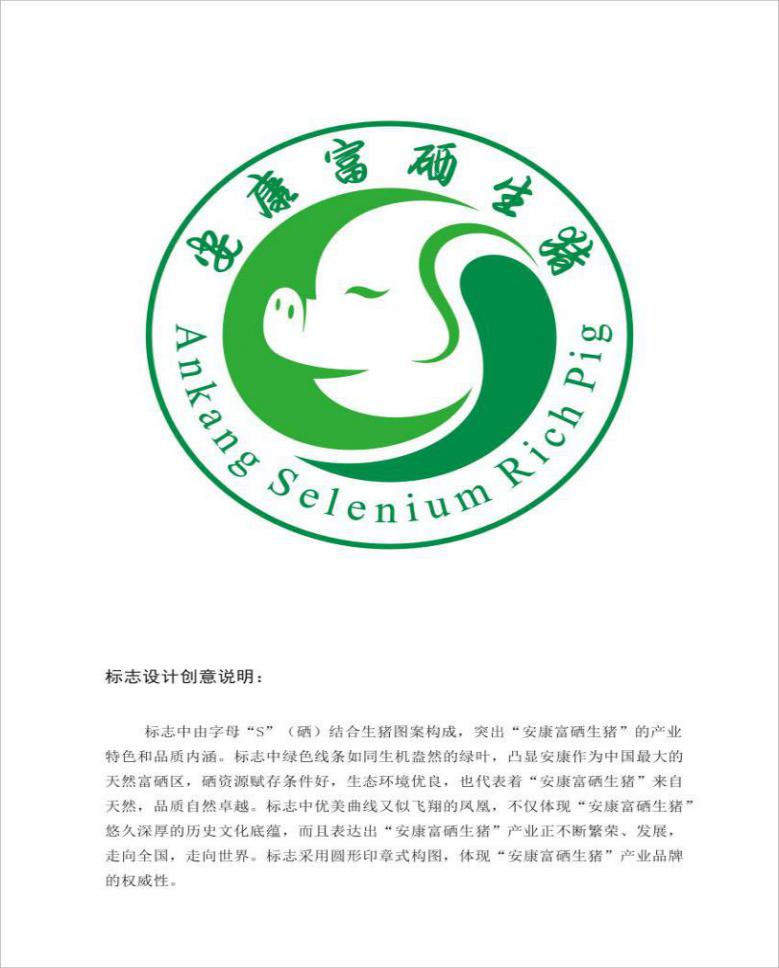 安康富硒生猪
Ankang Selenium Rich Pig
标志设计创意说明：
标志中由字母“S”（硒）结合生猪图案构成，突出“安康富硒生猪”的产业
特色和品质内涵。标志中绿色线条如同生机盎然的绿叶，凸显安康作为中国最大的
天然富硒区，硒资源赋存条件好，生态环境优良，也代表着“安康富硒生猪”来自
天然，品质自然卓越。标志中优美曲线又似飞翔的凤凰，不仅体现“安康富硒生猪”
悠久深厚的历史文化底蕴，而且表达出“安康富硒生猪”产业正不断繁荣、发展，
走向全国，走向世界。标志采用圆形印章式构图，体现“安康富硒生猪”产业品牌
的权威性。